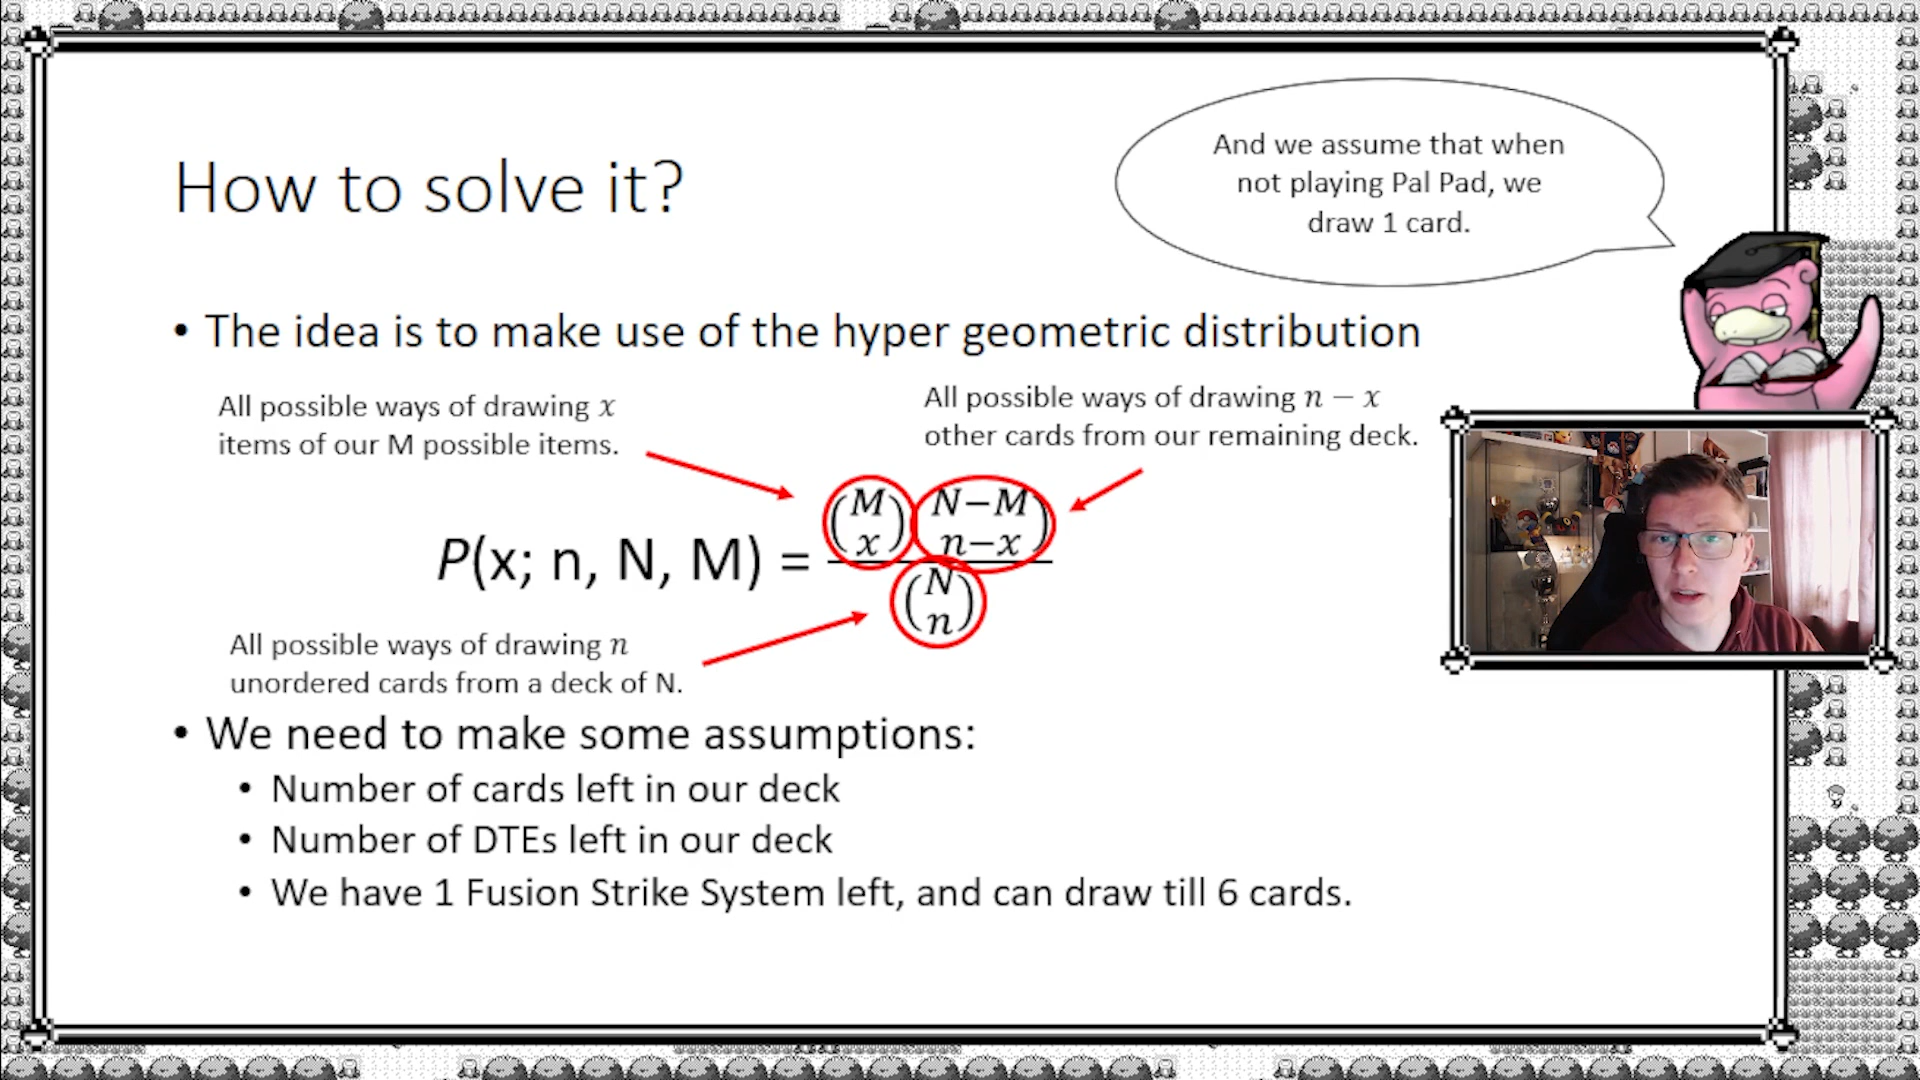 How to solve it?
And we assume that when
not playing Pal Pad, we
draw 1 card.
• The idea is to make use of the hyper geometric distribution
All possible ways of drawing x
items of our M possible items.
All possible ways of drawing n − x
other cards from our remaining deck.
P(x; n, N, M) = (M x)(N−M n−x) / (N n)
All possible ways of drawing n
unordered cards from a deck of N.
• We need to make some assumptions:
• Number of cards left in our deck
• Number of DTEs left in our deck
• We have 1 Fusion Strike System left, and can draw till 6 cards.